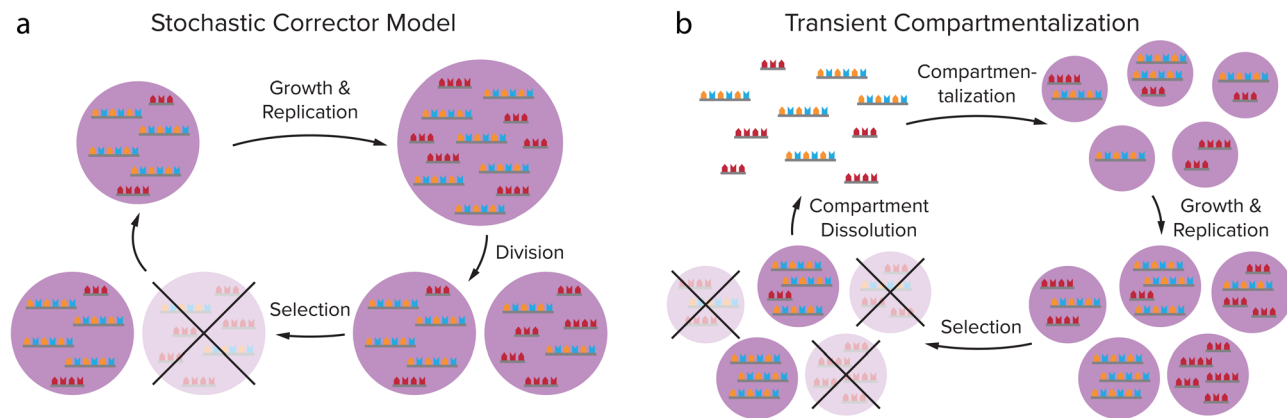 a
Stochastic Corrector Model
Growth &
Replication
Division
Selection
b
Transient Compartmentalization
Compartmen-
talization
Growth &
Replication
Selection
Compartment
Dissolution